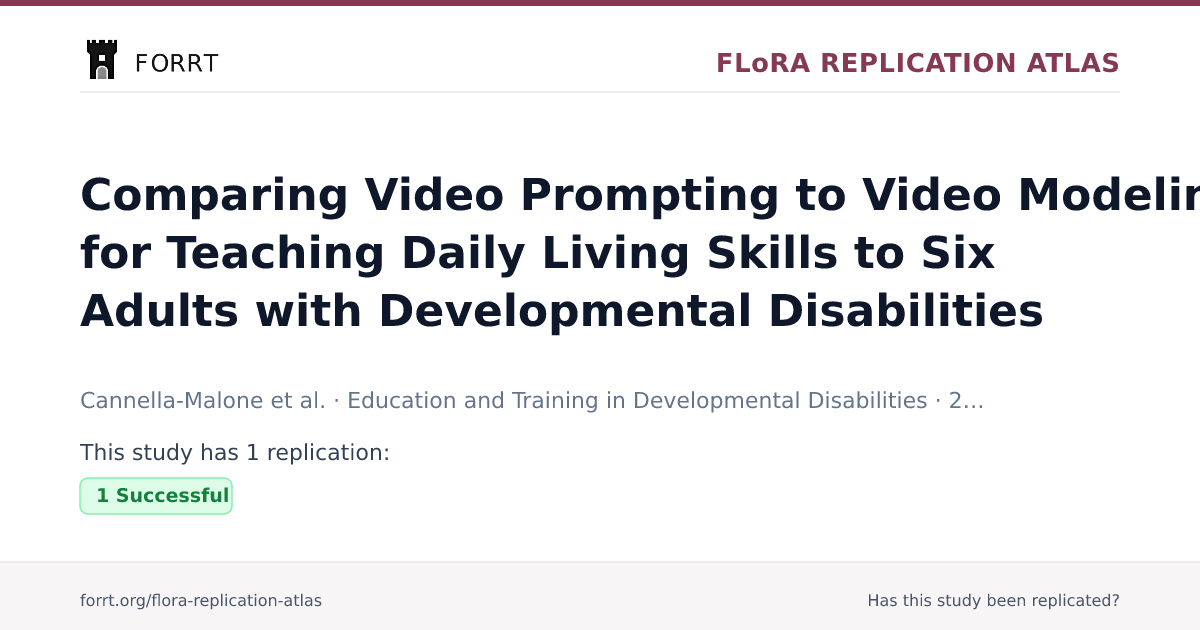 FORRT
FLoRA REPLICATION ATLAS
Comparing Video Prompting to Video Modelin
for Teaching Daily Living Skills to Six
Adults with Developmental Disabilities
Cannella-Malone et al. · Education and Training in Developmental Disabilities · 2…
This study has 1 replication:
1 Successful
forrt.org/flora-replication-atlas
Has this study been replicated?